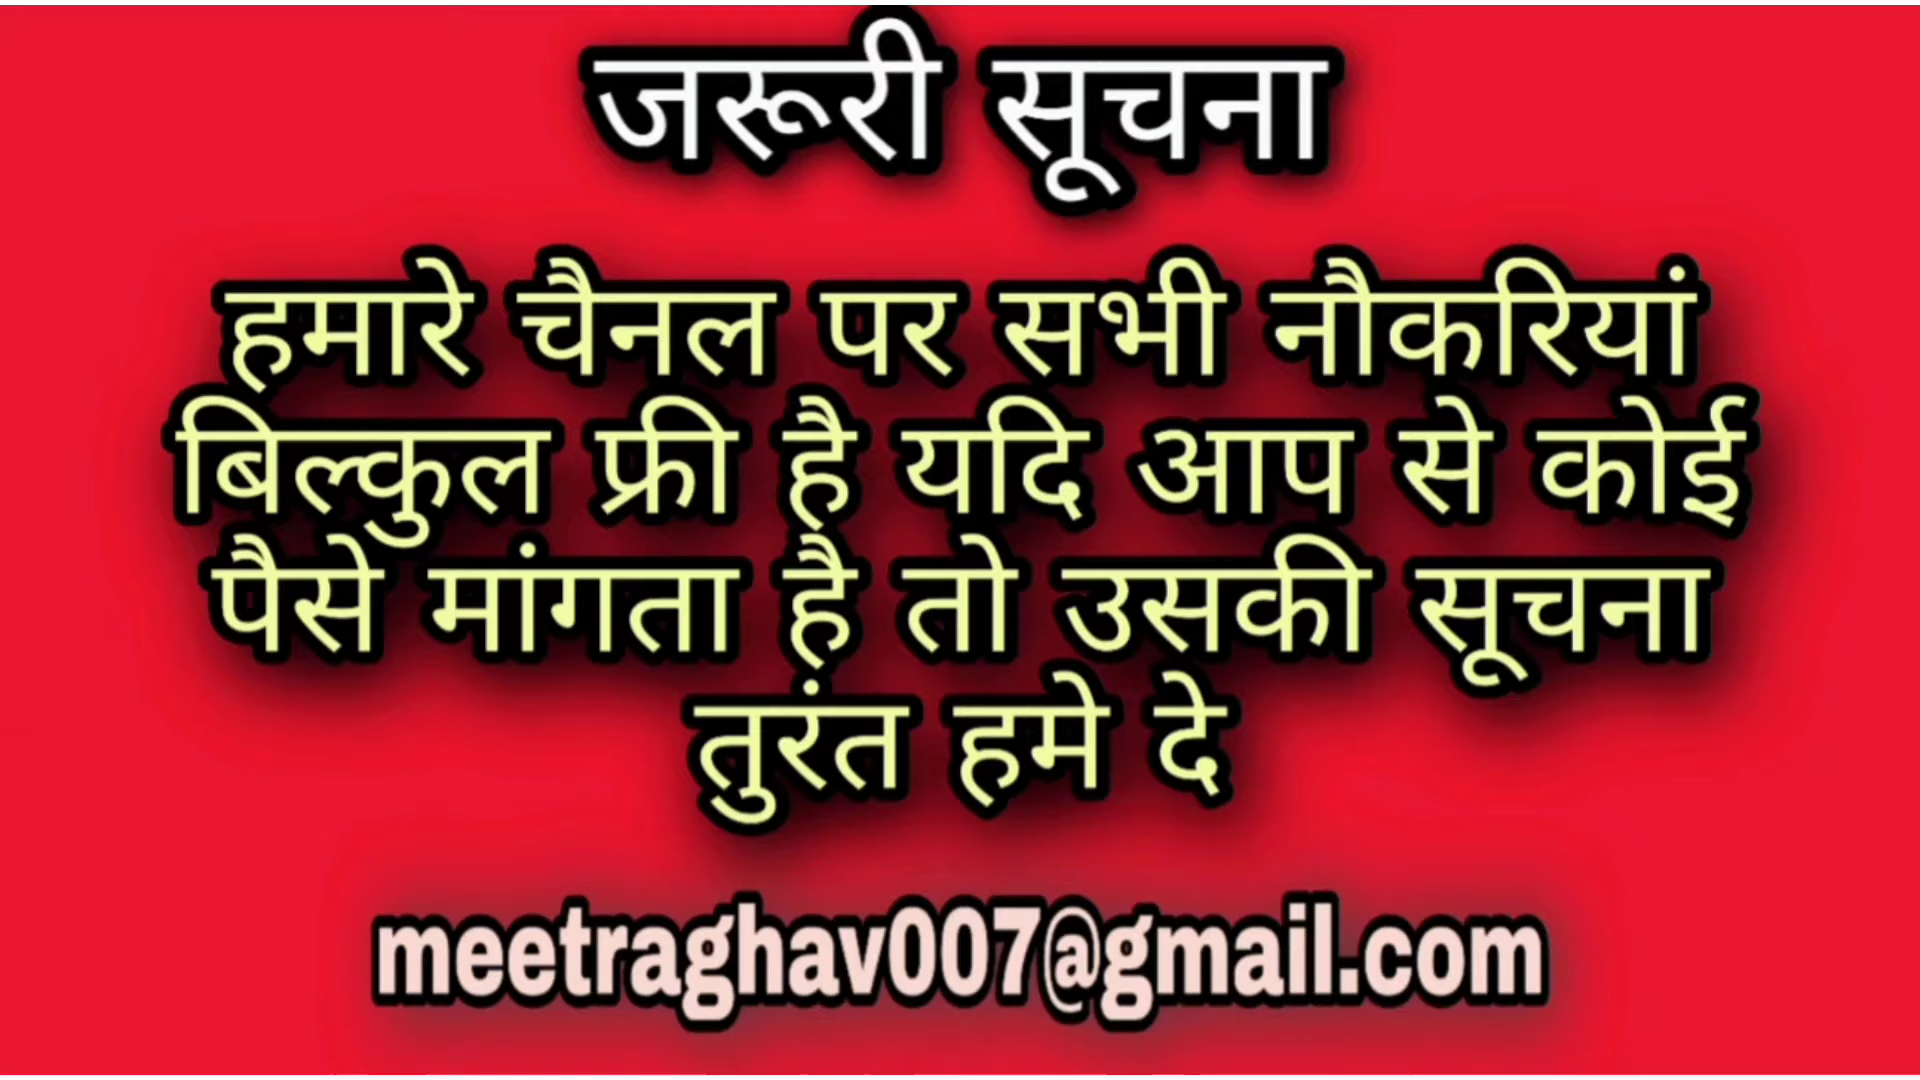 जरूरी सूचना
हमारे चैनल पर सभी नौकरियां
बिल्कुल फ्री है यदि आप से कोई
पैसे मांगता है तो उसकी सूचना
तुरंत हमे दे
meetraghav007@gmail.com